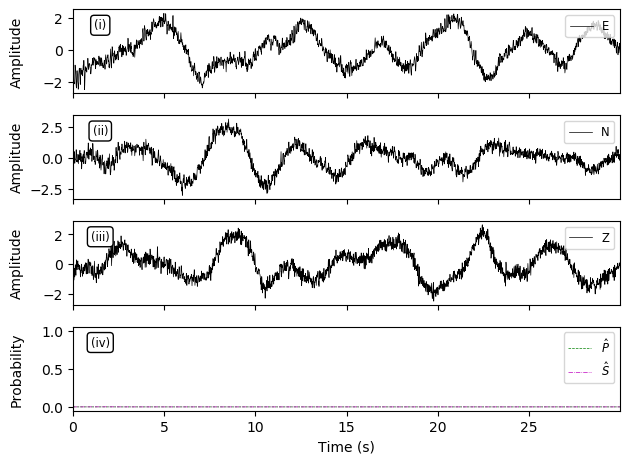 2
0
−2
Amplitude
(i)
E
2.5
0.0
−2.5
Amplitude
(ii)
N
2
0
−2
Amplitude
(iii)
Z
1.0
0.5
0.0
Probability
(iv)
P̂
Ŝ
0 5 10 15 20 25
Time (s)